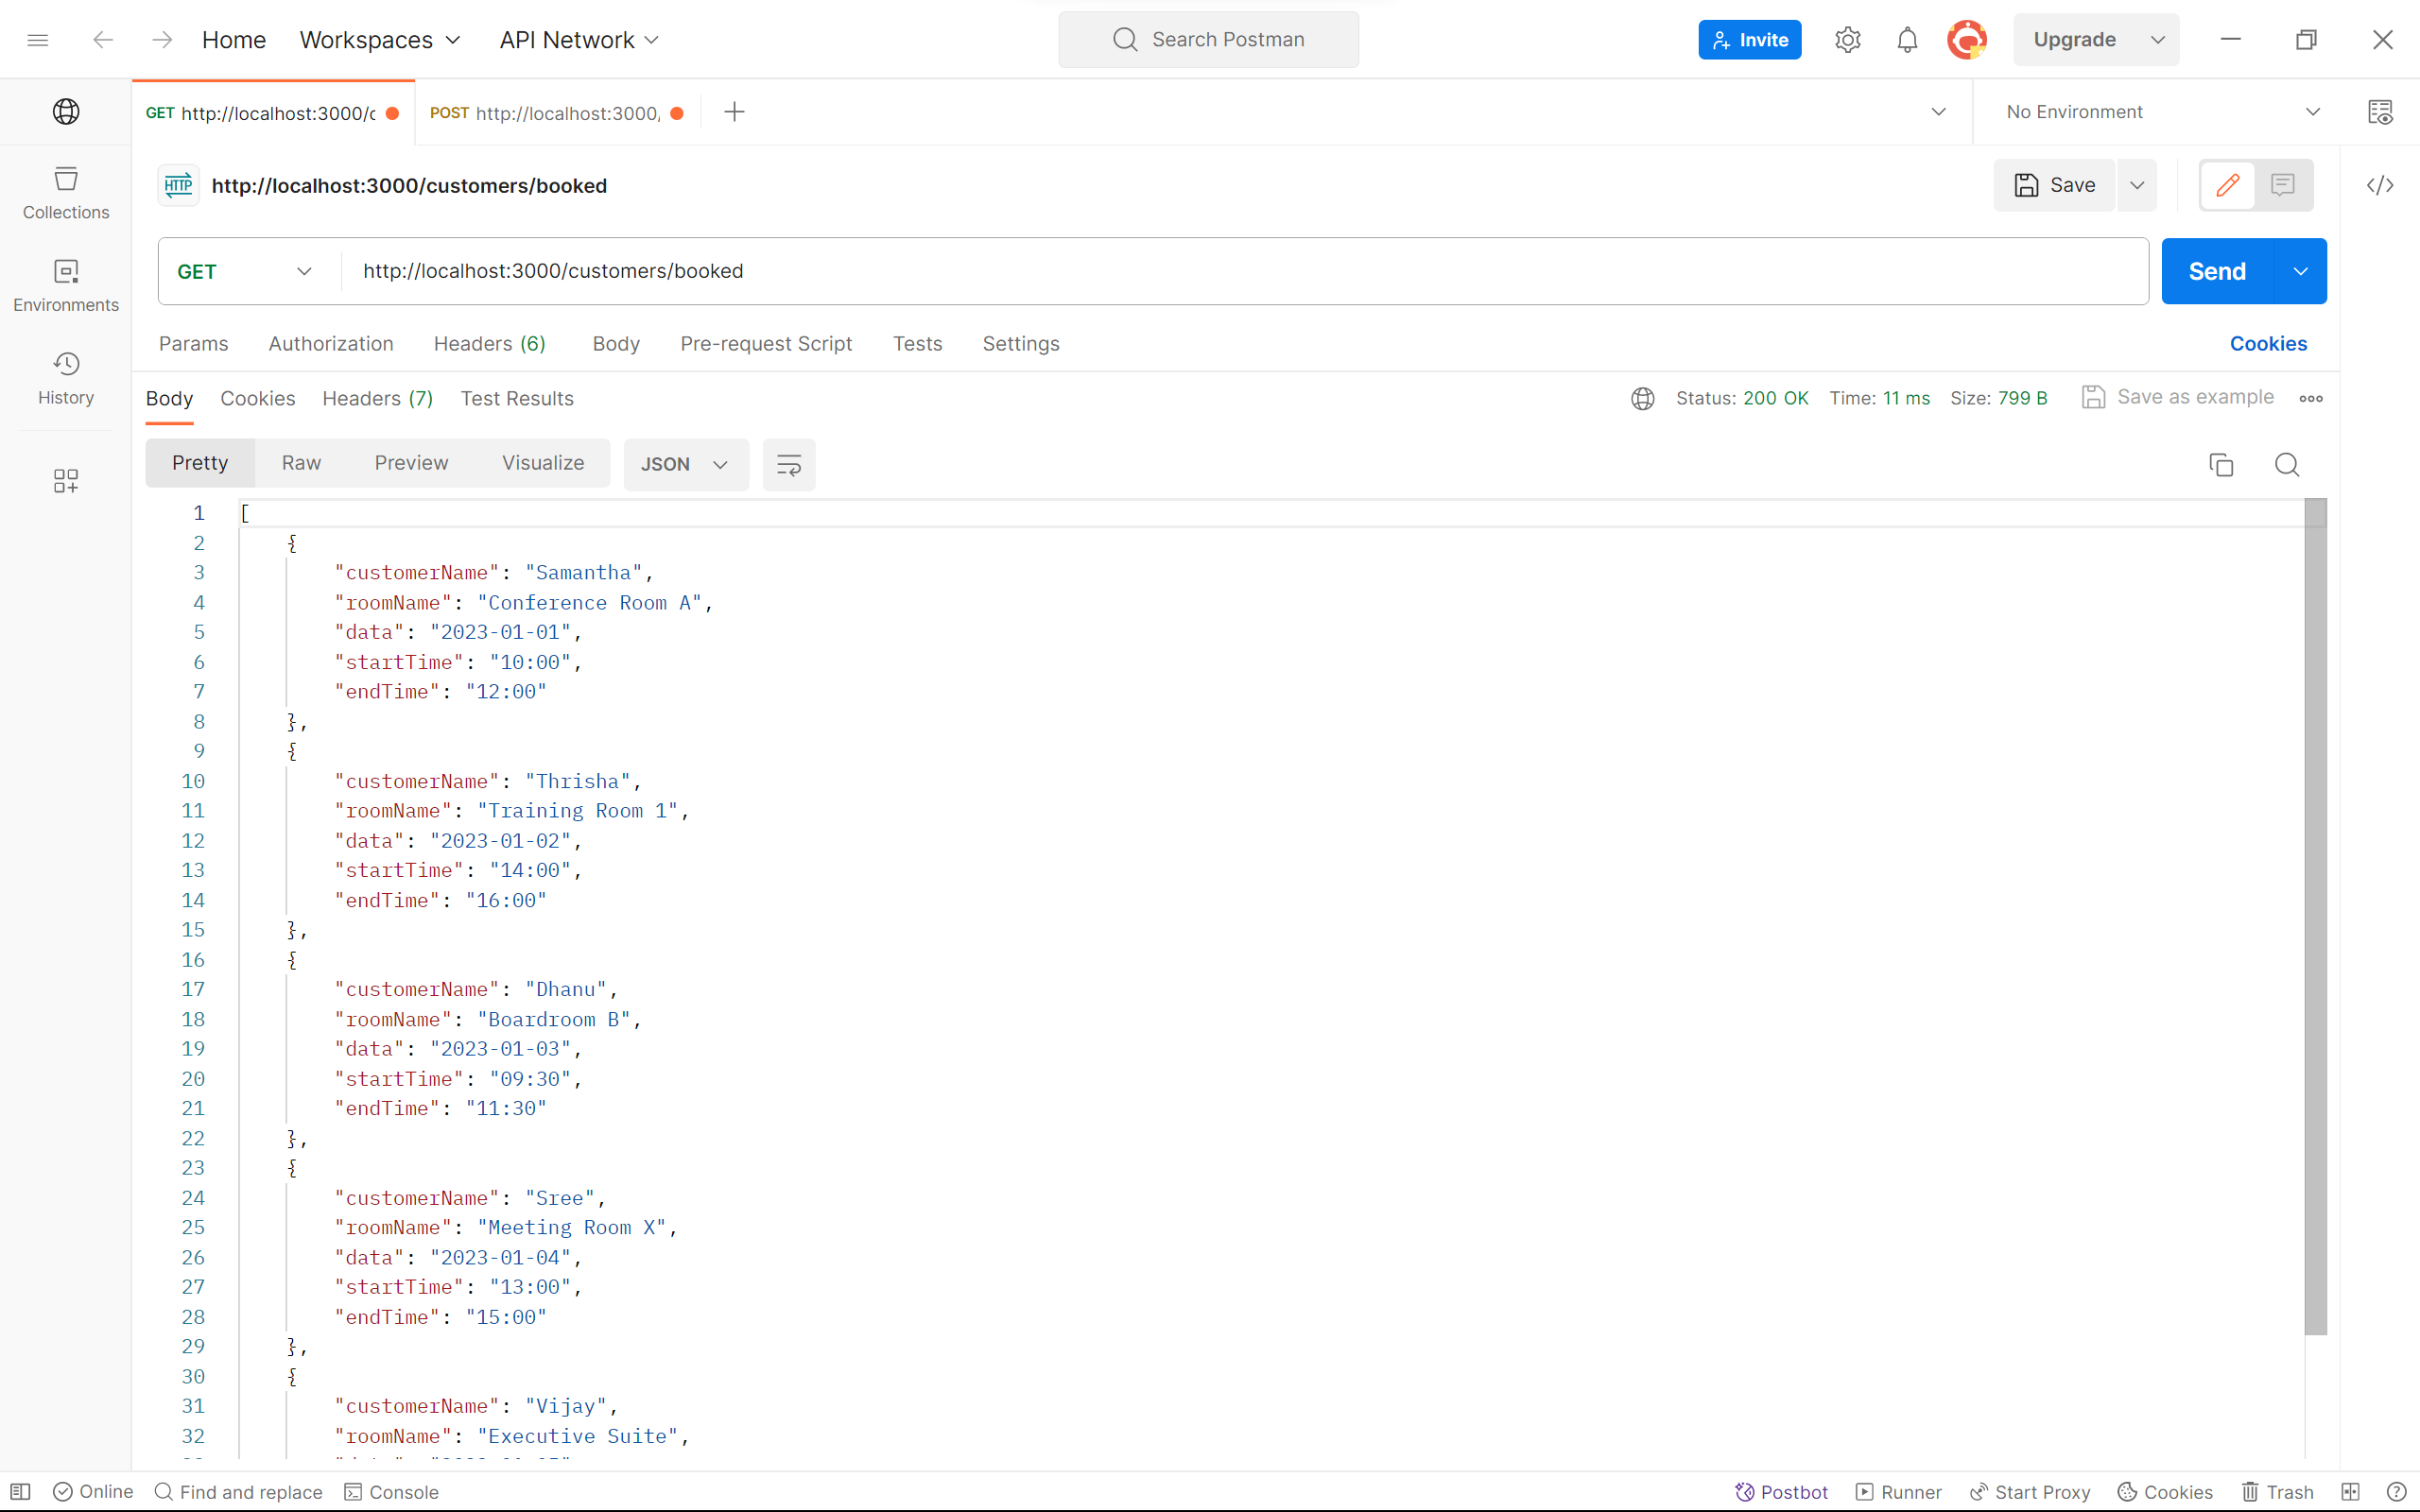 Home Workspaces API Network Search Postman Invite Upgrade
GET http://localhost:3000/c POST http://localhost:3000, No Environment
HTTP http://localhost:3000/customers/booked Save
Collections
GET http://localhost:3000/customers/booked Send
Environments
Params Authorization Headers (6) Body Pre-request Script Tests Settings Cookies
History
Body Cookies Headers (7) Test Results Status: 200 OK Time: 11 ms Size: 799 B Save as example
Pretty Raw Preview Visualize JSON
1 [
2 {
3 "customerName": "Samantha",
4 "roomName": "Conference Room A",
5 "data": "2023-01-01",
6 "startTime": "10:00",
7 "endTime": "12:00"
8 },
9 {
10 "customerName": "Thrisha",
11 "roomName": "Training Room 1",
12 "data": "2023-01-02",
13 "startTime": "14:00",
14 "endTime": "16:00"
15 },
16 {
17 "customerName": "Dhanu",
18 "roomName": "Boardroom B",
19 "data": "2023-01-03",
20 "startTime": "09:30",
21 "endTime": "11:30"
22 },
23 {
24 "customerName": "Sree",
25 "roomName": "Meeting Room X",
26 "data": "2023-01-04",
27 "startTime": "13:00",
28 "endTime": "15:00"
29 },
30 {
31 "customerName": "Vijay",
32 "roomName": "Executive Suite",
Online Find and replace Console Postbot Runner Start Proxy Cookies Trash